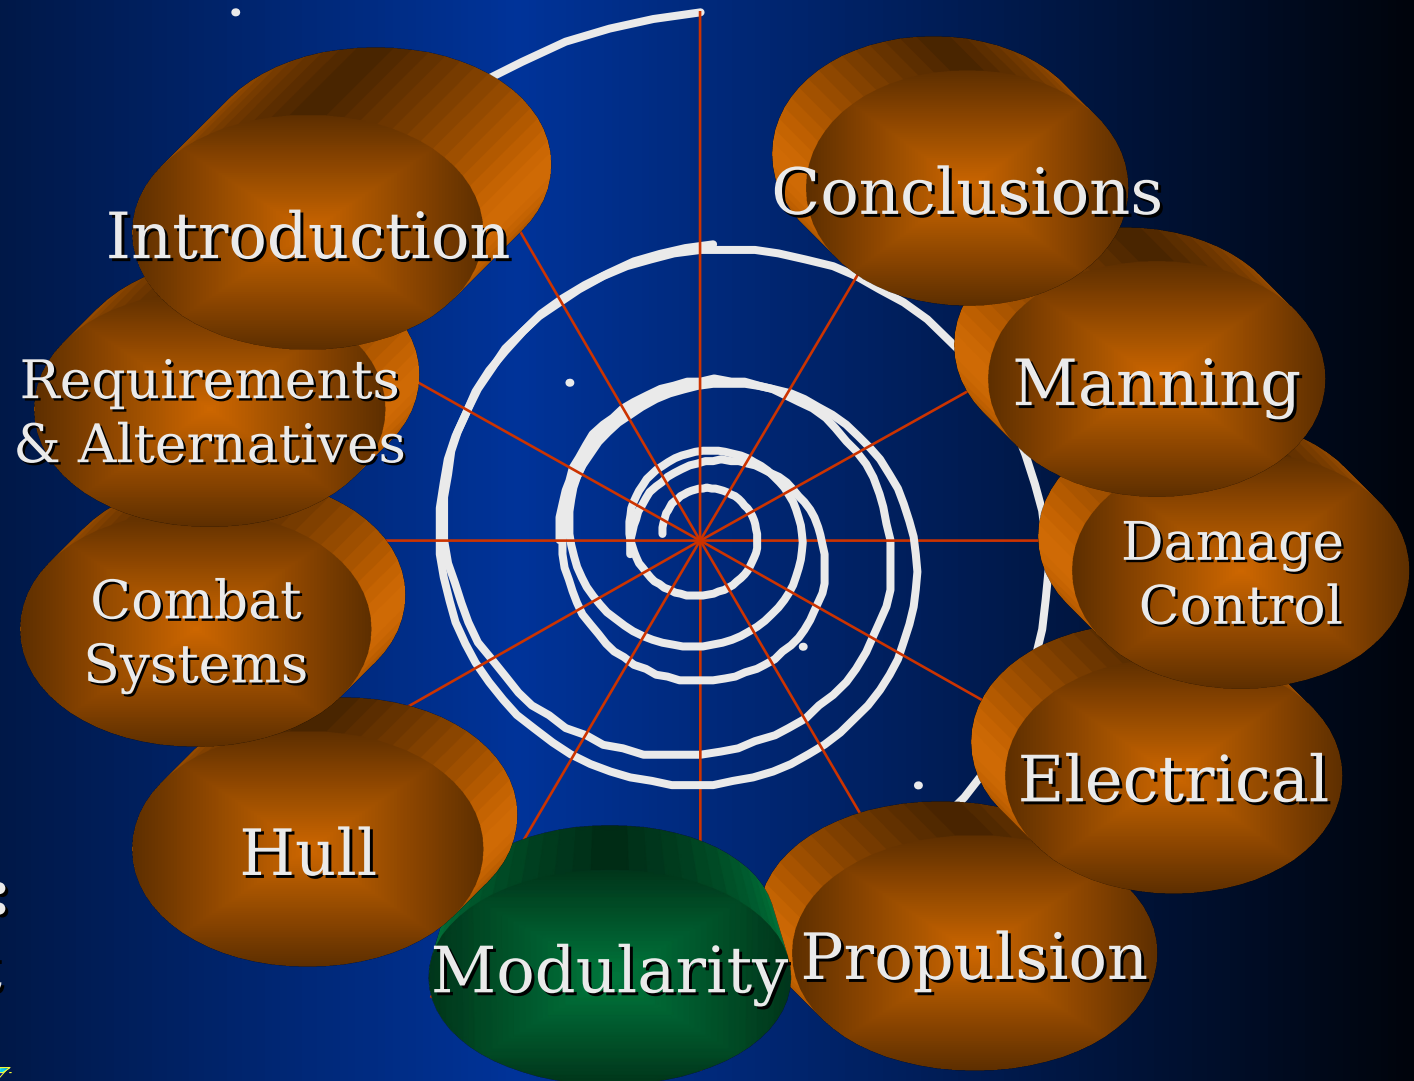 Introduction
Requirements
& Alternatives
Combat
Systems
Hull
Modularity
Propulsion
Electrical
Damage
Control
Manning
Conclusions